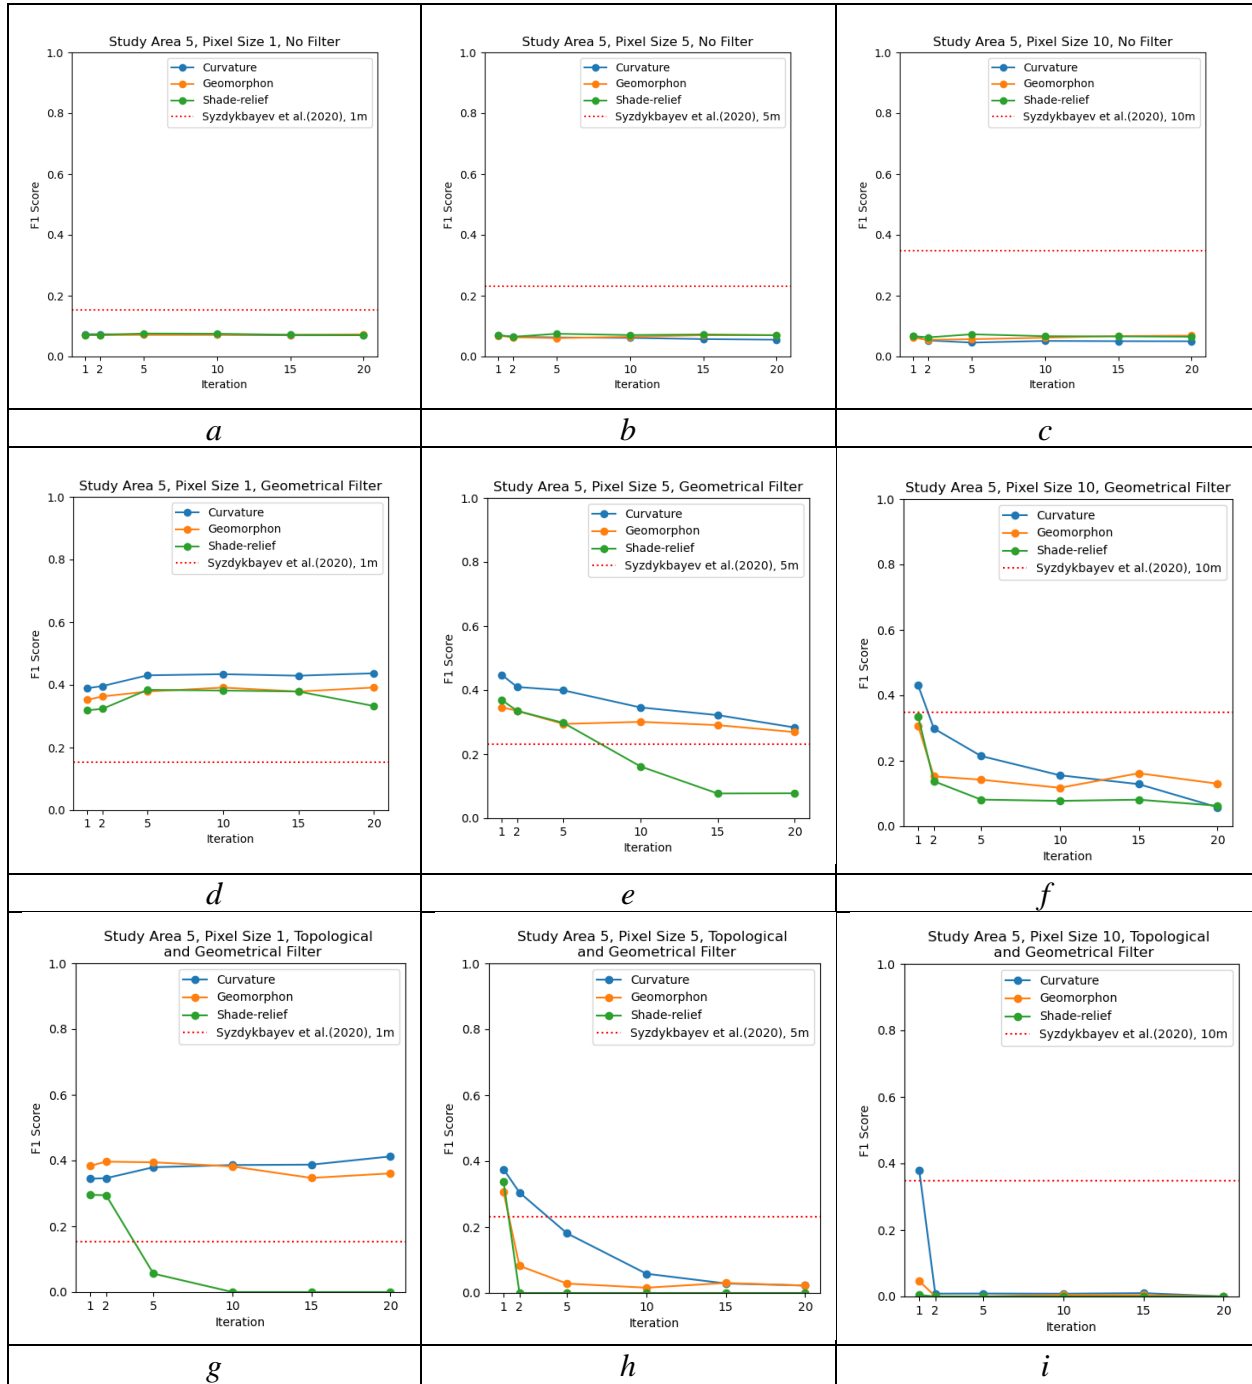 Study Area 5, Pixel Size 1, No Filter
1.0
0.8
0.6
0.4
0.2
0.0
F1 Score
Curvature
Geomorphon
Shade-relief
Syzdykbayev et al.(2020), 1m
1 2 5 10 15 20
Iteration
a
Study Area 5, Pixel Size 5, No Filter
1.0
0.8
0.6
0.4
0.2
0.0
F1 Score
Curvature
Geomorphon
Shade-relief
Syzdykbayev et al.(2020), 5m
1 2 5 10 15 20
Iteration
b
Study Area 5, Pixel Size 10, No Filter
1.0
0.8
0.6
0.4
0.2
0.0
F1 Score
Curvature
Geomorphon
Shade-relief
Syzdykbayev et al.(2020), 10m
1 2 5 10 15 20
Iteration
c
Study Area 5, Pixel Size 1, Geometrical Filter
1.0
0.8
0.6
0.4
0.2
0.0
F1 Score
Curvature
Geomorphon
Shade-relief
Syzdykbayev et al.(2020), 1m
1 2 5 10 15 20
Iteration
d
Study Area 5, Pixel Size 5, Geometrical Filter
1.0
0.8
0.6
0.4
0.2
0.0
F1 Score
Curvature
Geomorphon
Shade-relief
Syzdykbayev et al.(2020), 5m
1 2 5 10 15 20
Iteration
e
Study Area 5, Pixel Size 10, Geometrical Filter
1.0
0.8
0.6
0.4
0.2
0.0
F1 Score
Curvature
Geomorphon
Shade-relief
Syzdykbayev et al.(2020), 10m
1 2 5 10 15 20
Iteration
f
Study Area 5, Pixel Size 1, Topological
and Geometrical Filter
1.0
0.8
0.6
0.4
0.2
0.0
F1 Score
Curvature
Geomorphon
Shade-relief
Syzdykbayev et al.(2020), 1m
1 2 5 10 15 20
Iteration
g
Study Area 5, Pixel Size 5, Topological
and Geometrical Filter
1.0
0.8
0.6
0.4
0.2
0.0
F1 Score
Curvature
Geomorphon
Shade-relief
Syzdykbayev et al.(2020), 5m
1 2 5 10 15 20
Iteration
h
Study Area 5, Pixel Size 10, Topological
and Geometrical Filter
1.0
0.8
0.6
0.4
0.2
0.0
F1 Score
Curvature
Geomorphon
Shade-relief
Syzdykbayev et al.(2020), 10m
1 2 5 10 15 20
Iteration
i